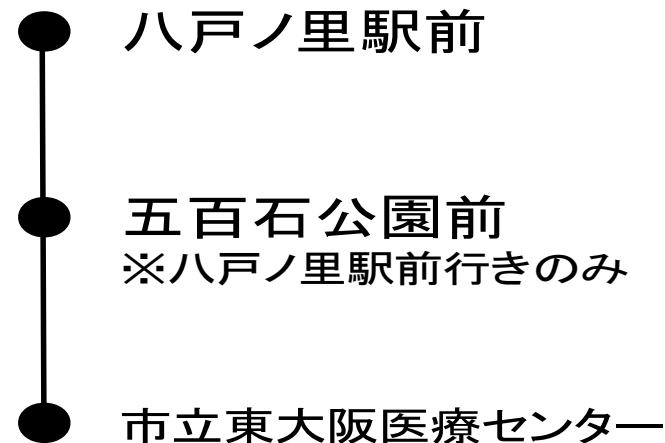 八戸ノ里駅前
五百石公園前
※八戸ノ里駅前行きのみ
市立東大阪医療センター